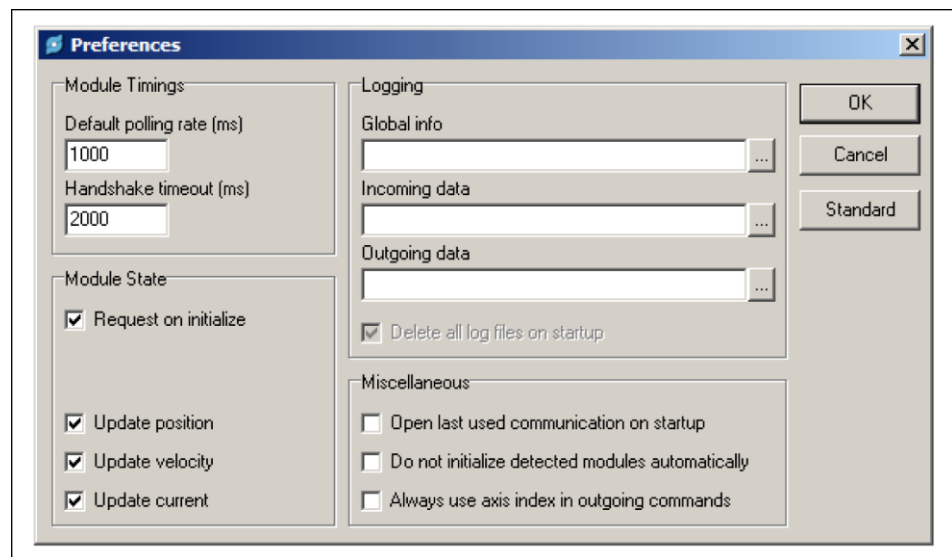 Preferences
Module Timings
Default polling rate (ms)
1000
Handshake timeout (ms)
2000
Module State
Request on initialize
Update position
Update velocity
Update current
Logging
Global info
...
Incoming data
...
Outgoing data
...
Delete all log files on startup
Miscellaneous
Open last used communication on startup
Do not initialize detected modules automatically
Always use axis index in outgoing commands
OK
Cancel
Standard